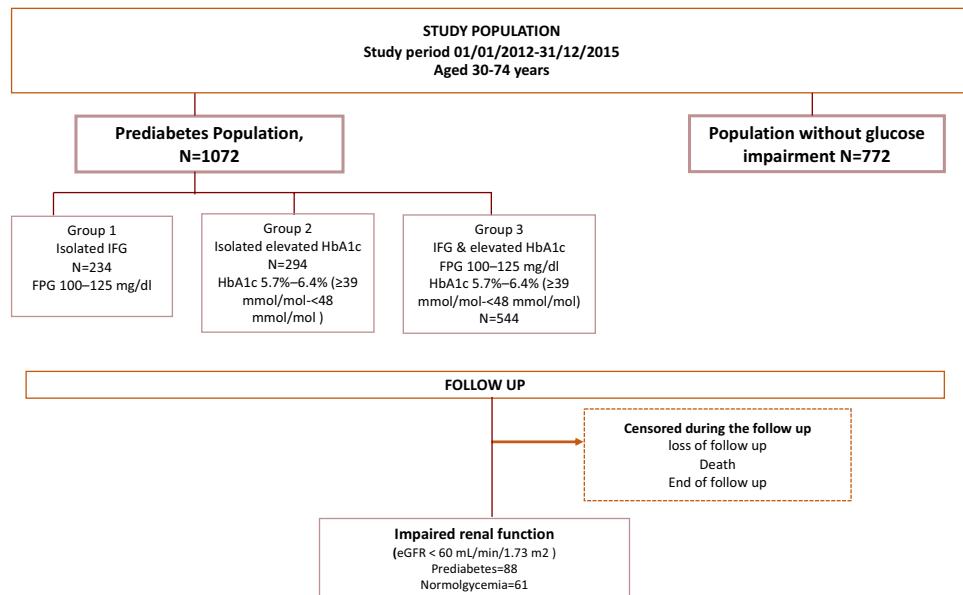 STUDY POPULATION
Study period 01/01/2012-31/12/2015
Aged 30-74 years
Prediabetes Population,
N=1072
Population without glucose
impairment N=772
Group 1
Isolated IFG
N=234
FPG 100–125 mg/dl
Group 2
Isolated elevated HbA1c
N=294
HbA1c 5.7%–6.4% (≥39
mmol/mol-<48
mmol/mol )
Group 3
IFG & elevated HbA1c
FPG 100–125 mg/dl
HbA1c 5.7%–6.4% (≥39
mmol/mol-<48 mmol/mol)
N=544
FOLLOW UP
Censored during the follow up
loss of follow up
Death
End of follow up
Impaired renal function
(eGFR < 60 mL/min/1.73 m2 )
Prediabetes=88
Normolgycemia=61